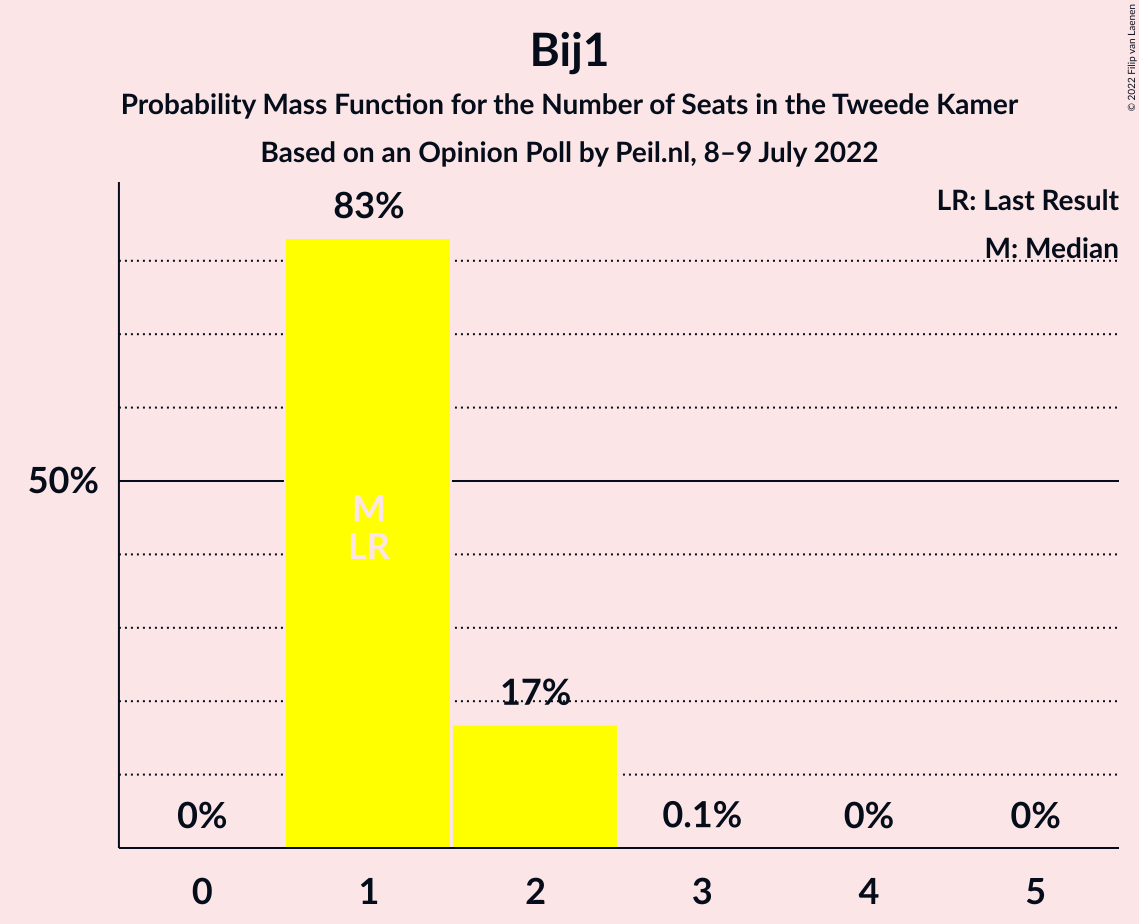 Bij1
Probability Mass Function for the Number of Seats in the Tweede Kamer
Based on an Opinion Poll by Peil.nl, 8–9 July 2022
© 2022 Filip van Laenen
LR: Last Result
M: Median
83%
50%
M
LR
17%
0%
0.1%
0%
0%
0
1
2
3
4
5